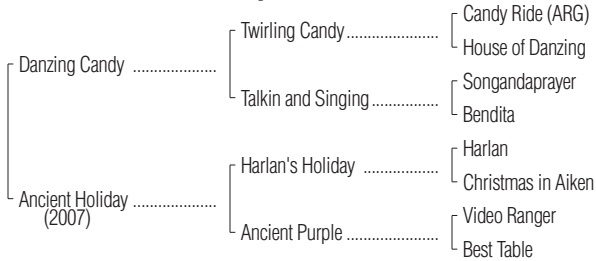 Candy Ride (ARG)
Twirling Candy
House of Danzing
Danzing Candy
Songandaprayer
Talkin and Singing
Bendita
Harlan
Harlan's Holiday
Christmas in Aiken
Ancient Holiday
(2007)
Video Ranger
Ancient Purple
Best Table